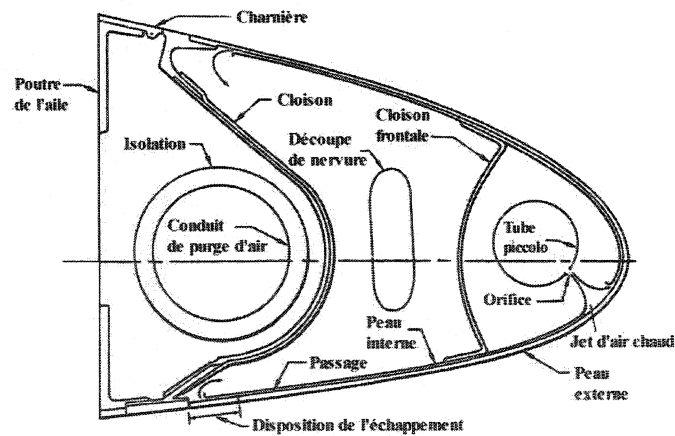 Charnière
Poutre
de l'aile
Cloison
Cloison
frontale
Découpe
de nervure
Isolation
Conduit
de purge d'air
Tube
piccolo
Orifice
Peau
interne
Jet d'air chaud
Passage
Peau
externe
Disposition de l'échappement